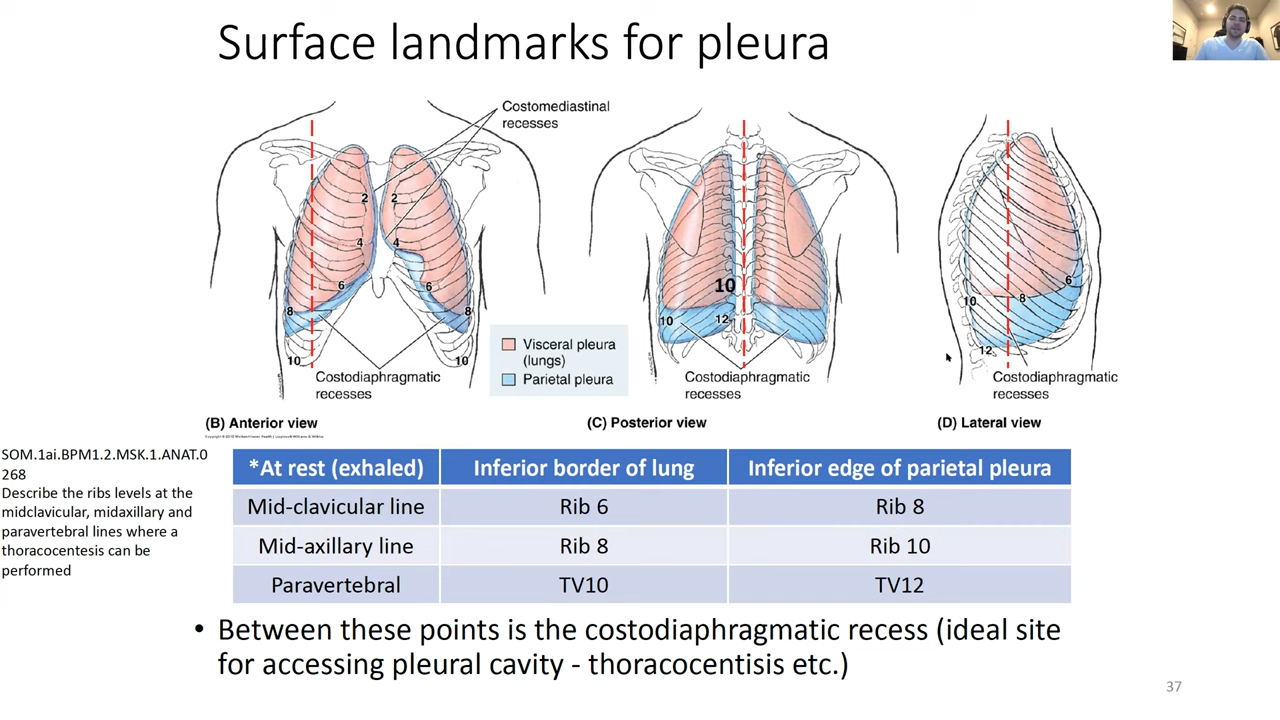 Surface landmarks for pleura
Costomediastinal
recesses
2
2
4
4
6
6
8
8
10
10
Costodiaphragmatic
recesses
(B) Anterior view
Visceral pleura
(lungs)
Parietal pleura
10
10
12
Costodiaphragmatic
recesses
(C) Posterior view
6
8
10
12
Costodiaphragmatic
recesses
(D) Lateral view
SOM.1ai.BPM1.2.MSK.1.ANAT.0
268
Describe the ribs levels at the
midclavicular, midaxillary and
paravertebral lines where a
thoracocentesis can be
performed
*At rest (exhaled) Inferior border of lung Inferior edge of parietal pleura
Mid-clavicular line Rib 6 Rib 8
Mid-axillary line Rib 8 Rib 10
Paravertebral TV10 TV12
• Between these points is the costodiaphragmatic recess (ideal site
for accessing pleural cavity - thoracocentisis etc.)
37